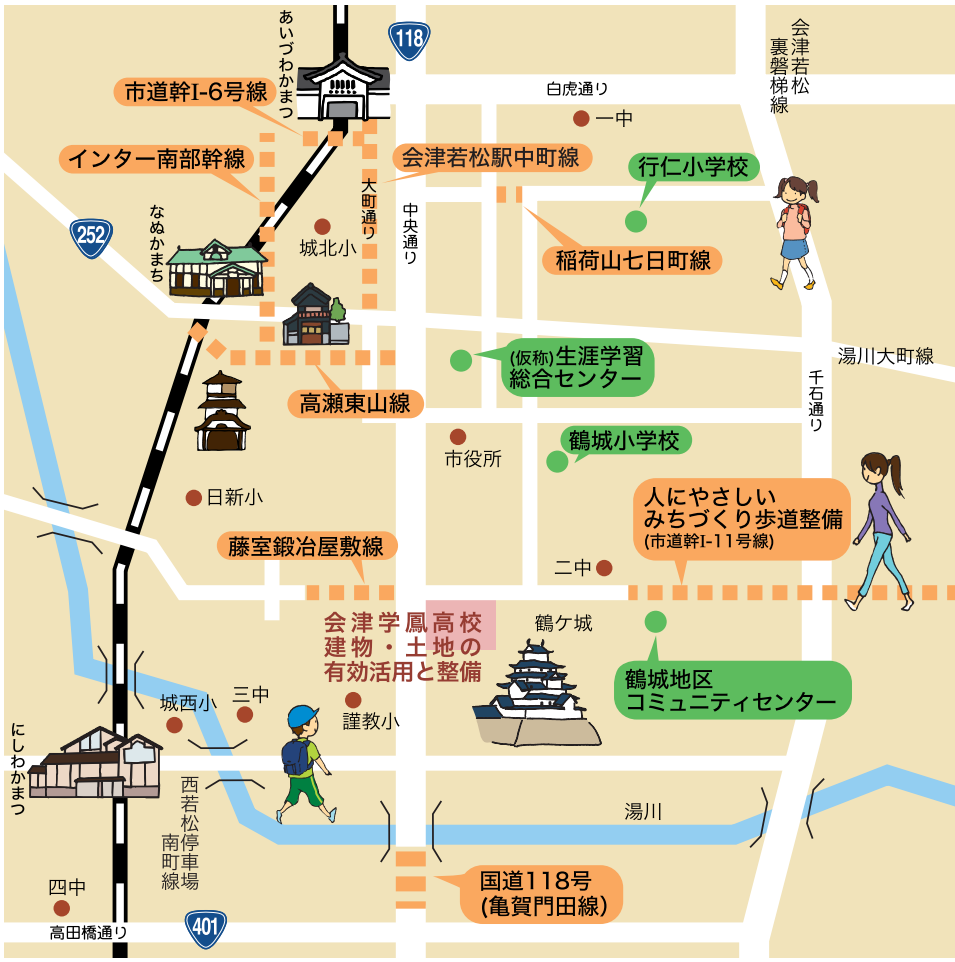 あいづわかまつ
118
会津若松
裏磐梯線
市道幹I-6号線
白虎通り
一中
インター南部幹線
会津若松駅中町線
行仁小学校
大町通り
中央通り
なぬかまち
252
城北小
稲荷山七日町線
(仮称)生涯学習
総合センター
湯川大町線
千石通り
高瀬東山線
市役所
鶴城小学校
日新小
人にやさしい
みちづくり歩道整備
(市道幹I-11号線)
藤室鍛冶屋敷線
二中
会津学鳳高校
建物・土地の
有効活用と整備
鶴ケ城
鶴城地区
コミュニティセンター
城西小
三中
謹教小
にしわかまつ
西若松停車場
南町線
湯川
四中
国道118号
(亀賀門田線)
401
高田橋通り